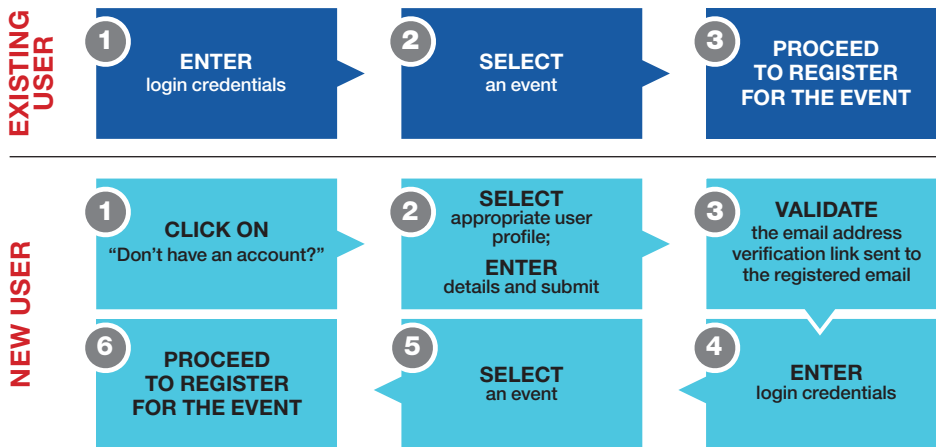 EXISTING
USER
1
ENTER
login credentials
2
SELECT
an event
3
PROCEED
TO REGISTER
FOR THE EVENT
NEW USER
1
CLICK ON
“Don’t have an account?”
2
SELECT
appropriate user
profile;
ENTER
details and submit
3
VALIDATE
the email address
verification link sent to
the registered email
4
ENTER
login credentials
5
SELECT
an event
6
PROCEED
TO REGISTER
FOR THE EVENT